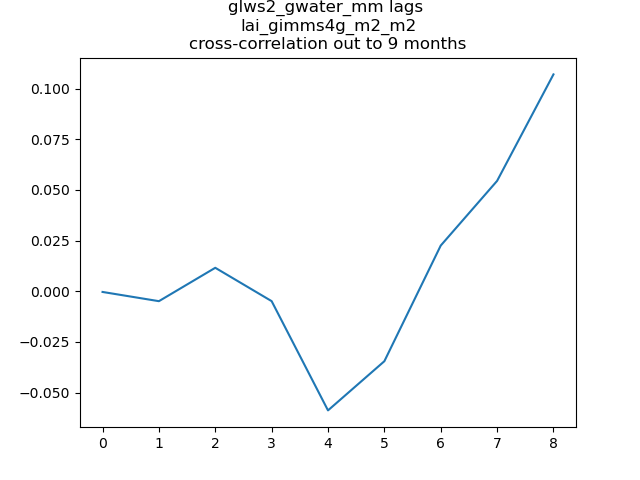 glws2_gwater_mm lags
lai_gimms4g_m2_m2
cross-correlation out to 9 months
0.100
0.075
0.050
0.025
0.000
−0.025
−0.050
0 1 2 3 4 5 6 7 8